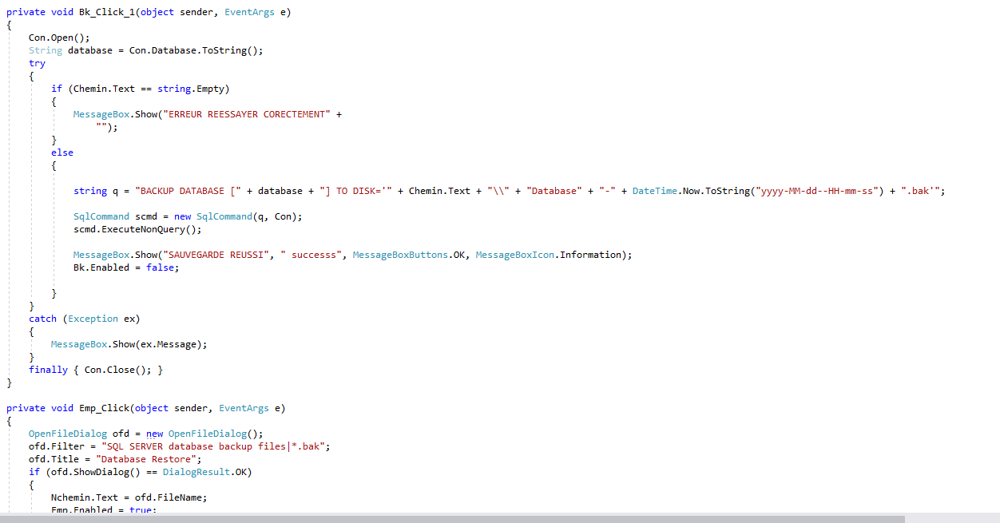 private void Bk_Click_1(object sender, EventArgs e)
{
Con.Open();
String database = Con.Database.ToString();
try
{
if (Chemin.Text == string.Empty)
{
MessageBox.Show("ERREUR REESSAYER CORECTEMENT" +
"");
}
else
{
string q = "BACKUP DATABASE [" + database + "] TO DISK='" + Chemin.Text + "\\" + "Database" + "-" + DateTime.Now.ToString("yyyy-MM-dd--HH-mm-ss") + ".bak'";
SqlCommand scmd = new SqlCommand(q, Con);
scmd.ExecuteNonQuery();
MessageBox.Show("SAUVEGARDE REUSSI", " successs", MessageBoxButtons.OK, MessageBoxIcon.Information);
Bk.Enabled = false;
}
}
catch (Exception ex)
{
MessageBox.Show(ex.Message);
}
finally { Con.Close(); }
}
private void Emp_Click(object sender, EventArgs e)
{
OpenFileDialog ofd = new OpenFileDialog();
ofd.Filter = "SQL SERVER database backup files|*.bak";
ofd.Title = "Database Restore";
if (ofd.ShowDialog() == DialogResult.OK)
{
Nchemin.Text = ofd.FileName;
Emp.Enabled = true;